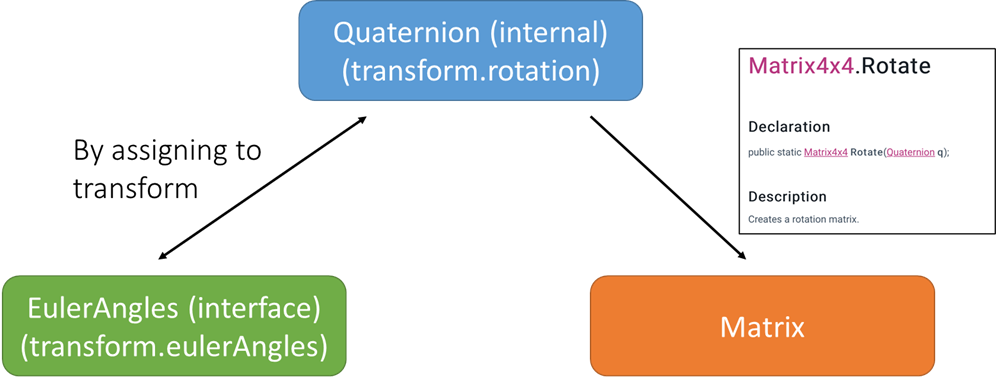 Quaternion (internal)
(transform.rotation)
Matrix4x4.Rotate
Declaration
public static Matrix4x4 Rotate(Quaternion q);
Description
Creates a rotation matrix.
By assigning to
transform
EulerAngles (interface)
(transform.eulerAngles)
Matrix